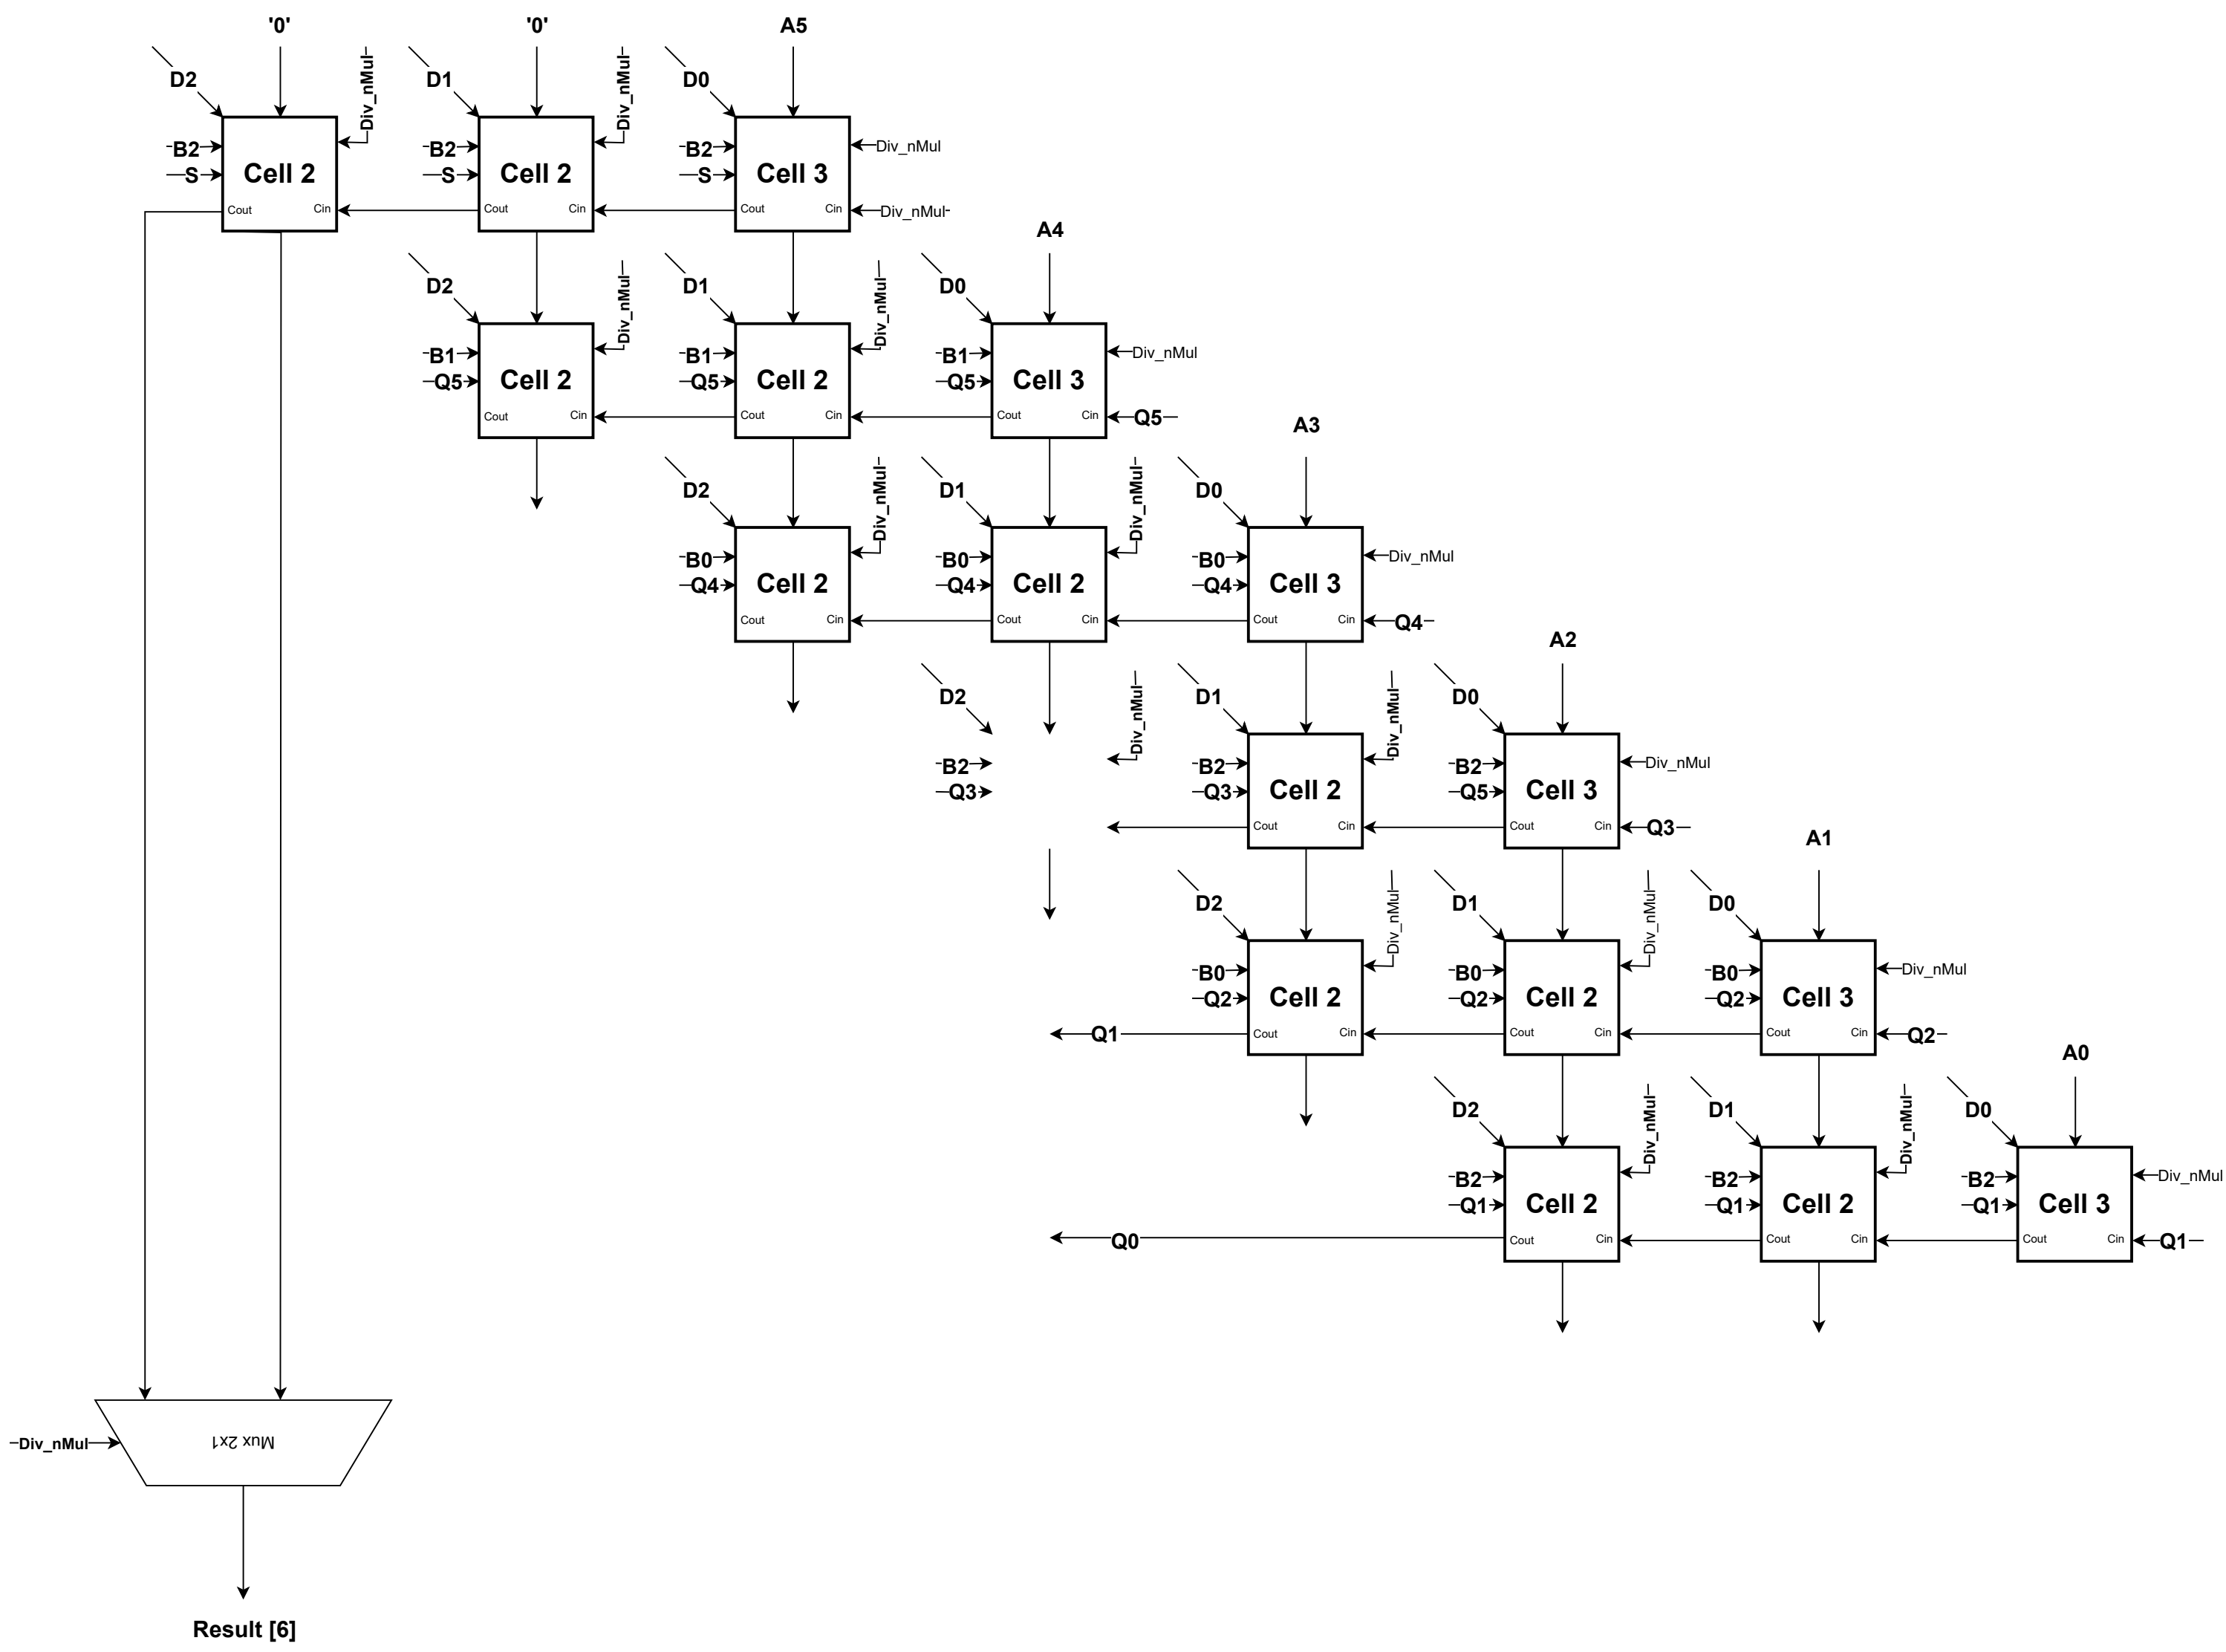 '0' '0' A5
D2 Div_nMul D1 Div_nMul D0
B2 B2 B2 Div_nMul
S Cell 2 S Cell 2 S Cell 3
Cout Cin Cout Cin Cout Cin Div_nMul
A4
D2 Div_nMul D1 Div_nMul D0
B1 B1 B1 Div_nMul
Q5 Cell 2 Q5 Cell 2 Q5 Cell 3
Cout Cin Cout Cin Cout Cin Q5
A3
D2 Div_nMul D1 Div_nMul D0
B0 B0 B0 Div_nMul
Q4 Cell 2 Q4 Cell 2 Q4 Cell 3
Cout Cin Cout Cin Cout Cin Q4
A2
D2 Div_nMul D1 Div_nMul D0
B2 B2 B2 Div_nMul
Q3 Q3 Cell 2 Q5 Cell 3
Cout Cin Cout Cin Q3
A1
D2 Div_nMul D1 Div_nMul D0
B0 B0 B0 Div_nMul
Q2 Cell 2 Q2 Cell 2 Q2 Cell 3
Q1 Cout Cin Cout Cin Cout Cin Q2
A0
D2 Div_nMul D1 Div_nMul D0
B2 B2 B2 Div_nMul
Q1 Cell 2 Q1 Cell 2 Q1 Cell 3
Q0 Cout Cin Cout Cin Cout Cin Q1
Div_nMul Mux 2x1
Result [6]